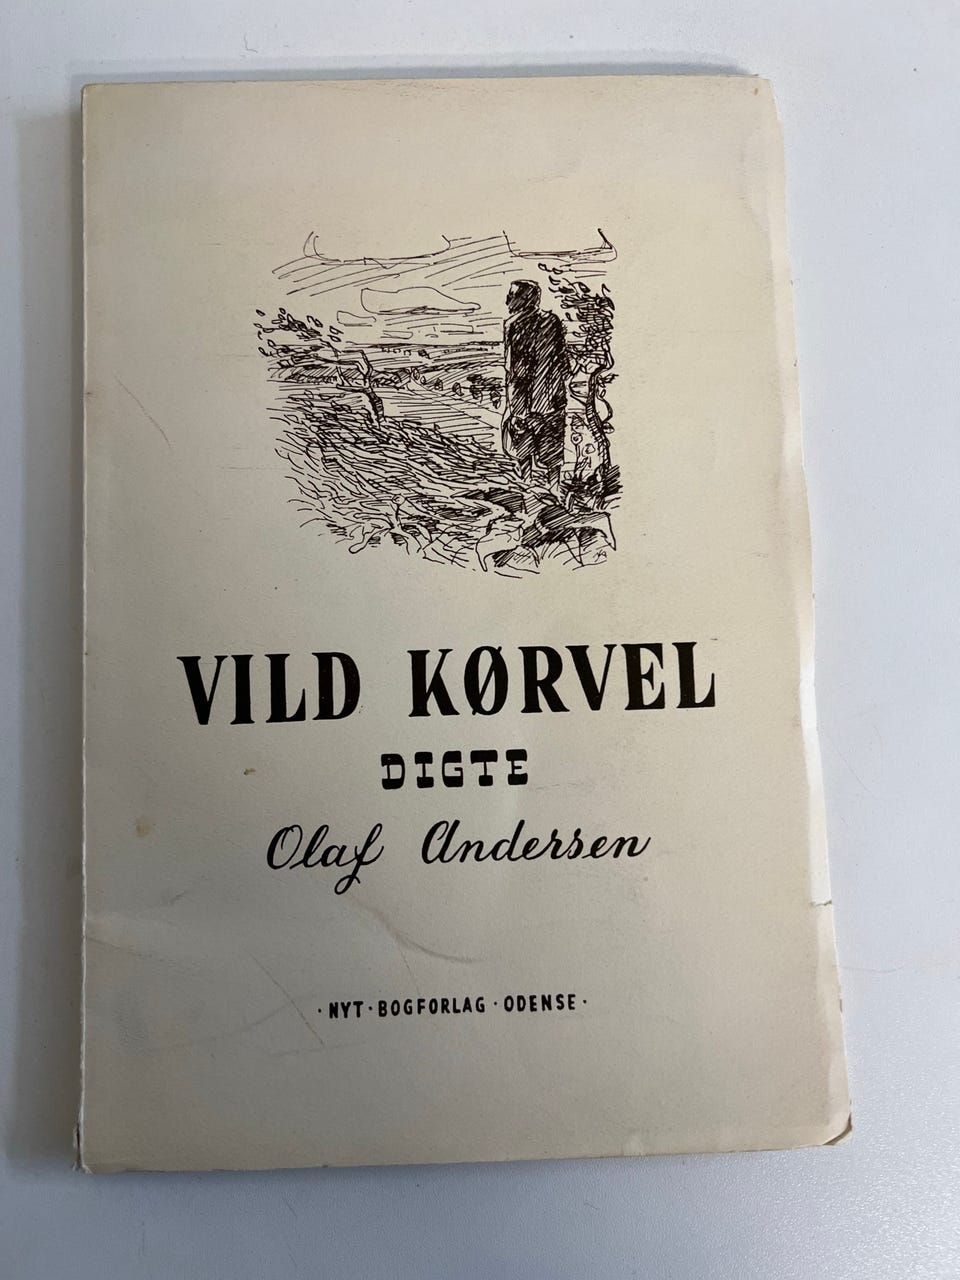 VILD KØRVEL
DIGTE
Olaf Andersen
· NYT · BOGFORLAG · ODENSE ·